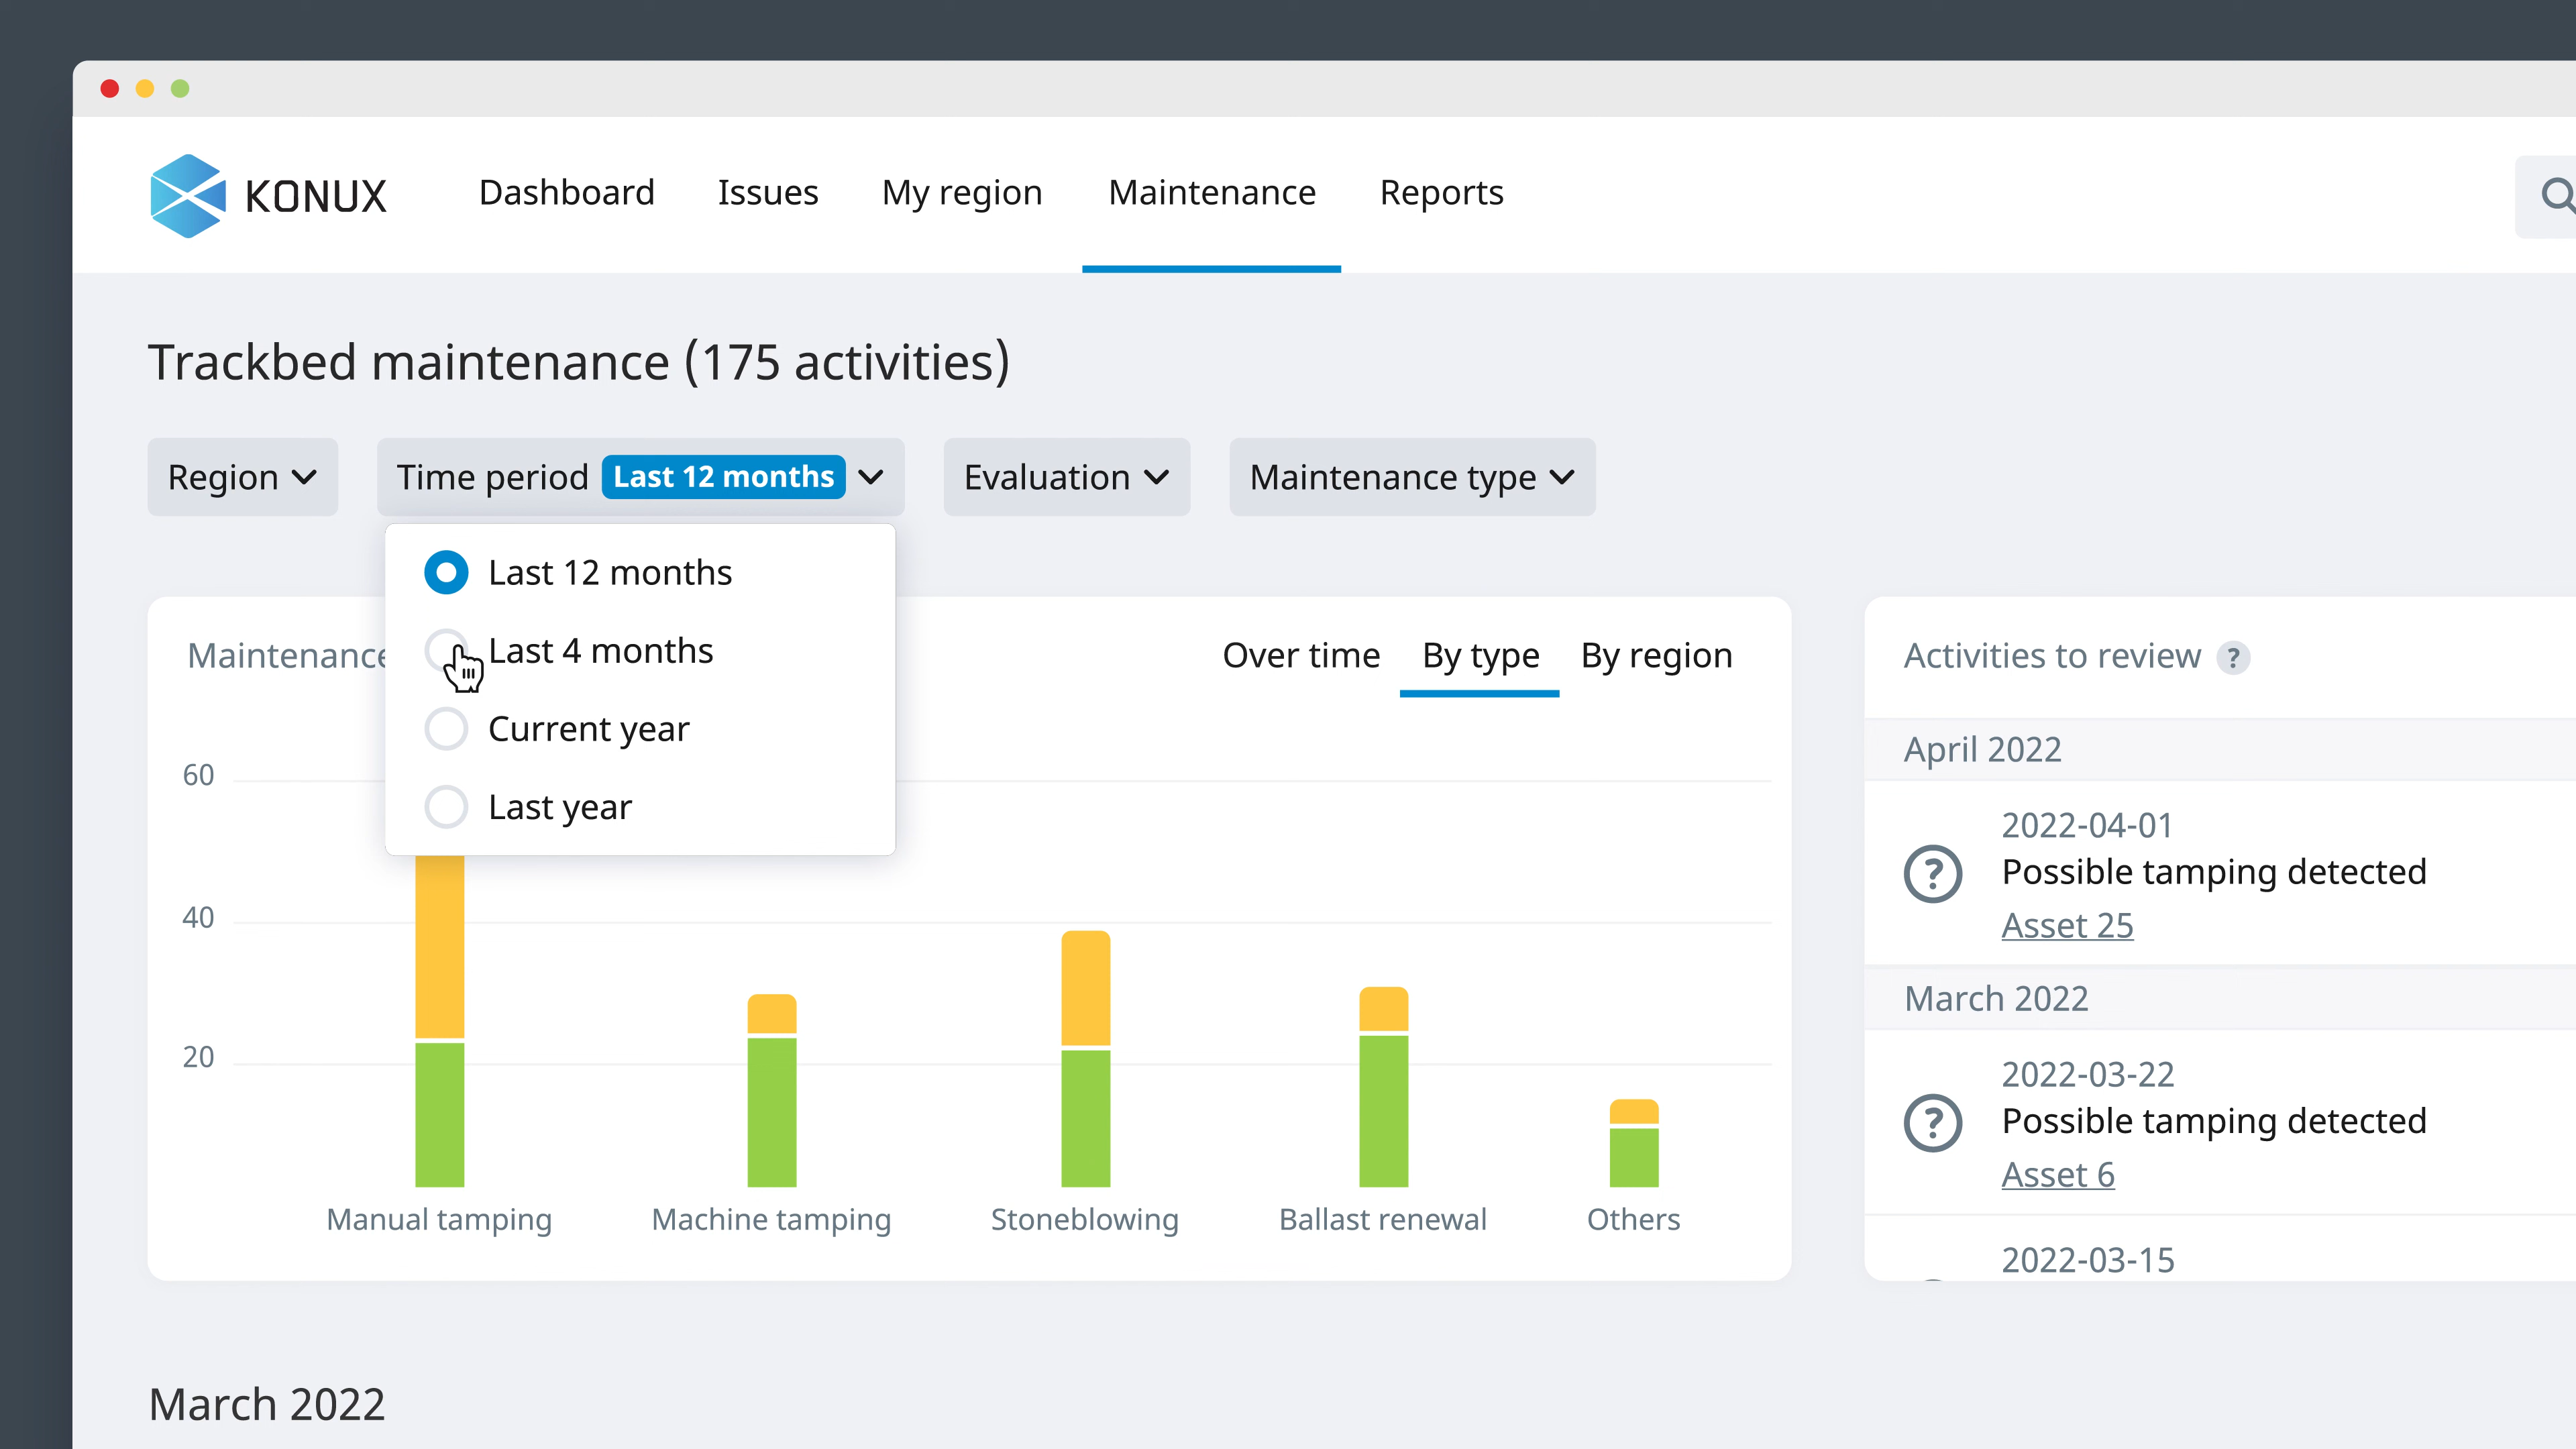 KONUX
Dashboard
Issues
My region
Maintenance
Reports
Trackbed maintenance (175 activities)
Region
Time period Last 12 months
Evaluation
Maintenance type
Last 12 months
Last 4 months
Current year
Last year
Maintenance
Over time
By type
By region
60
40
20
Manual tamping
Machine tamping
Stoneblowing
Ballast renewal
Others
Activities to review ?
April 2022
2022-04-01
? Possible tamping detected
Asset 25
March 2022
2022-03-22
? Possible tamping detected
Asset 6
2022-03-15
March 2022